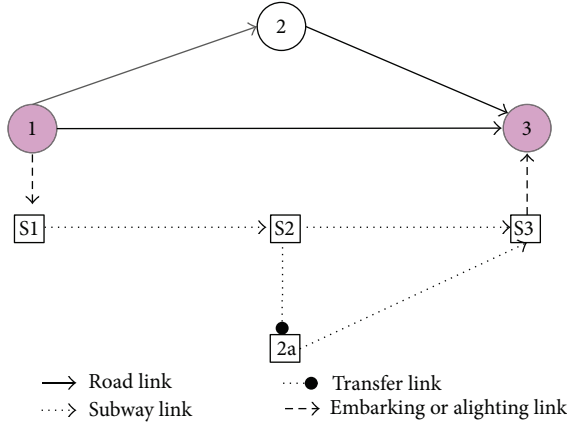 2
1
3
S1
S2
S3
2a
Road link
Transfer link
Subway link
Embarking or alighting link